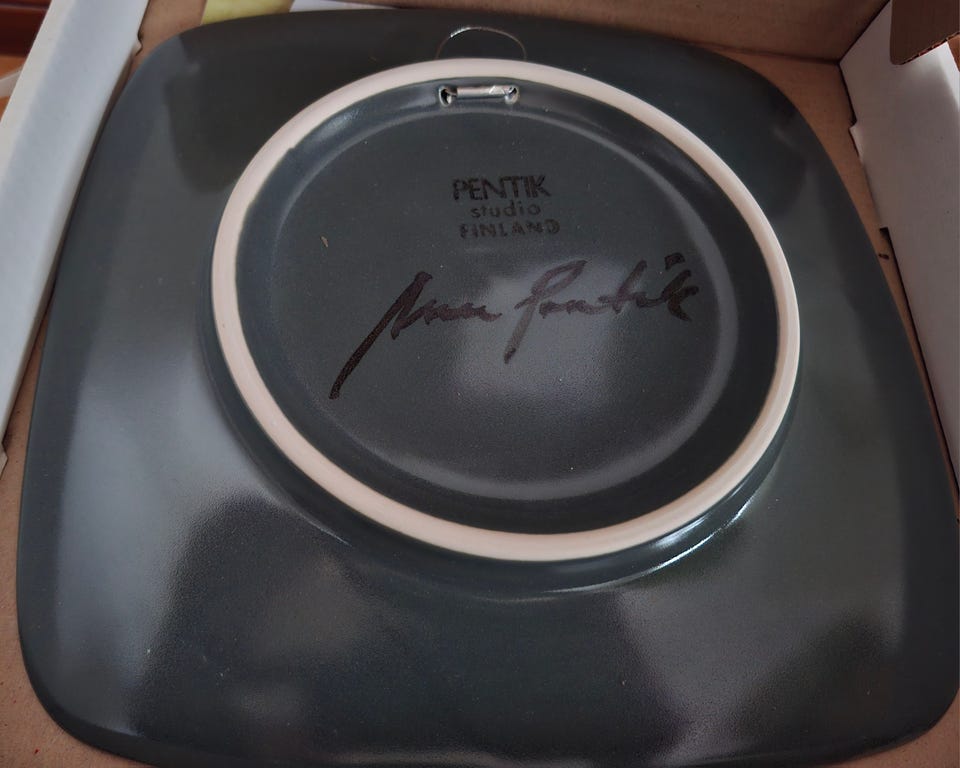 PENTIK
studio
FINLAND
Anu Pentik